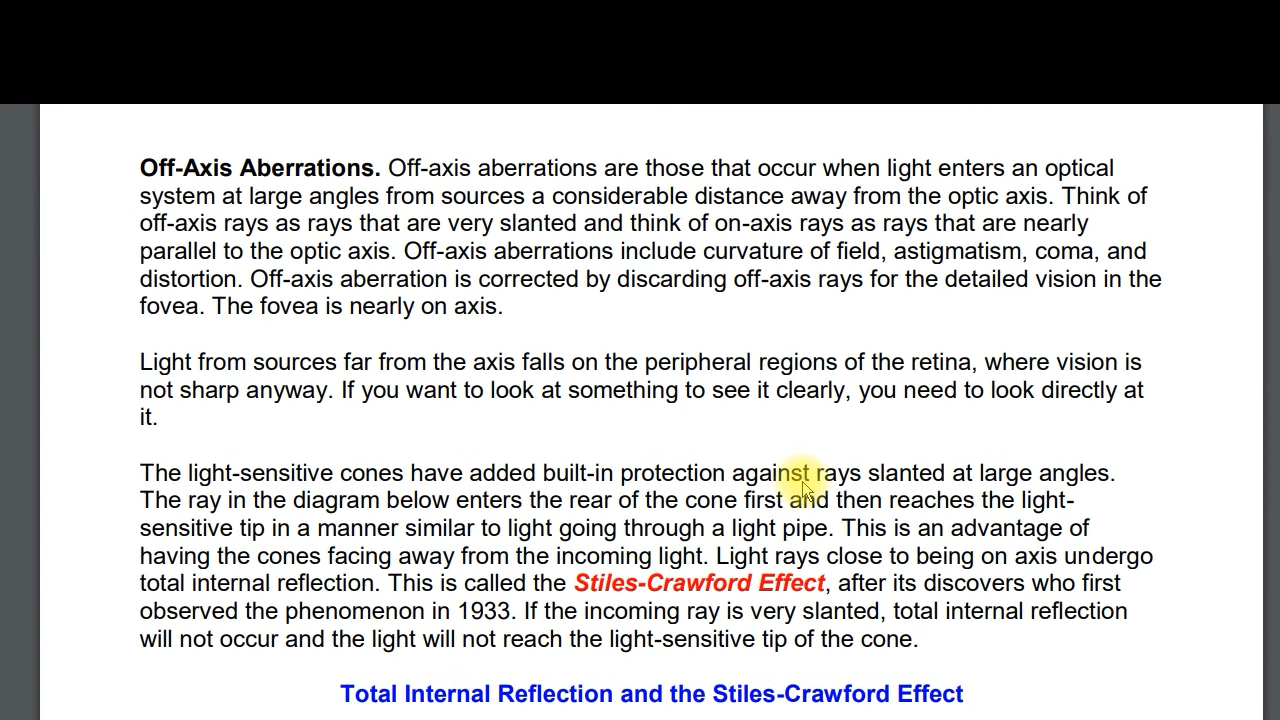 Off-Axis Aberrations. Off-axis aberrations are those that occur when light enters an optical
system at large angles from sources a considerable distance away from the optic axis. Think of
off-axis rays as rays that are very slanted and think of on-axis rays as rays that are nearly
parallel to the optic axis. Off-axis aberrations include curvature of field, astigmatism, coma, and
distortion. Off-axis aberration is corrected by discarding off-axis rays for the detailed vision in the
fovea. The fovea is nearly on axis.
Light from sources far from the axis falls on the peripheral regions of the retina, where vision is
not sharp anyway. If you want to look at something to see it clearly, you need to look directly at
it.
The light-sensitive cones have added built-in protection against rays slanted at large angles.
The ray in the diagram below enters the rear of the cone first and then reaches the light-
sensitive tip in a manner similar to light going through a light pipe. This is an advantage of
having the cones facing away from the incoming light. Light rays close to being on axis undergo
total internal reflection. This is called the Stiles-Crawford Effect, after its discovers who first
observed the phenomenon in 1933. If the incoming ray is very slanted, total internal reflection
will not occur and the light will not reach the light-sensitive tip of the cone.
Total Internal Reflection and the Stiles-Crawford Effect